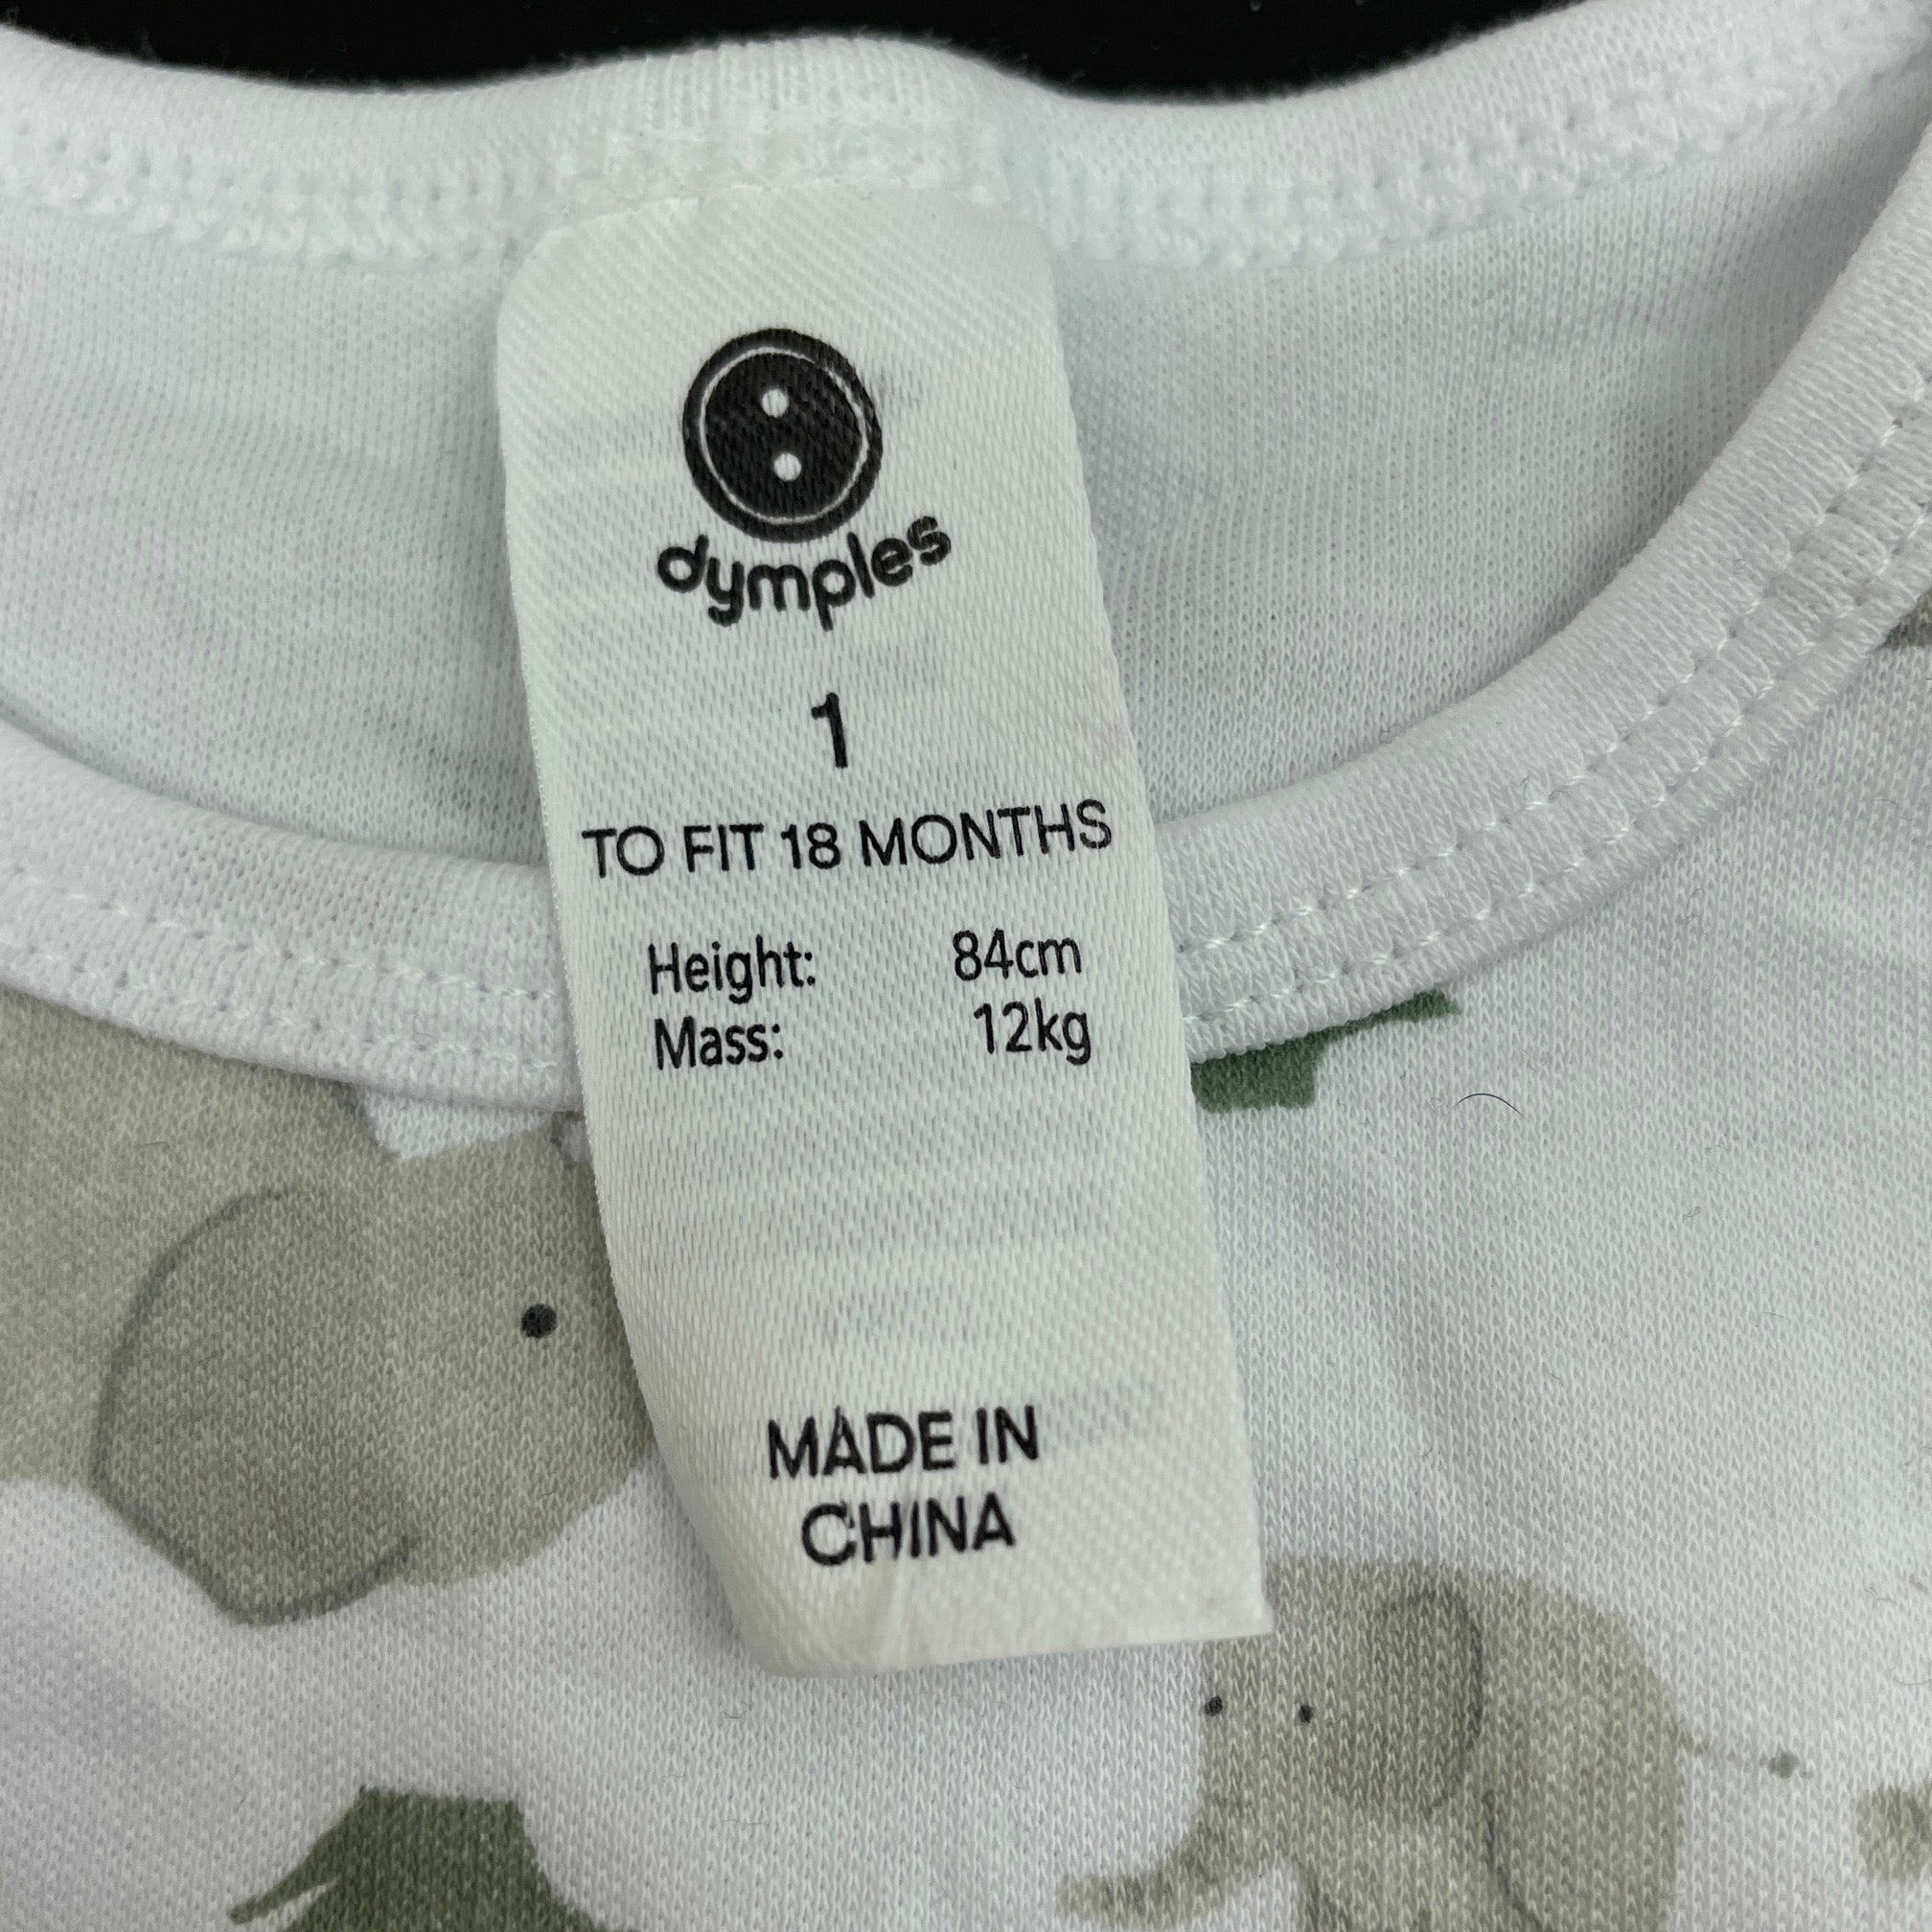 dymples
1
TO FIT 18 MONTHS
Height: 84cm
Mass: 12kg
MADE IN
CHINA